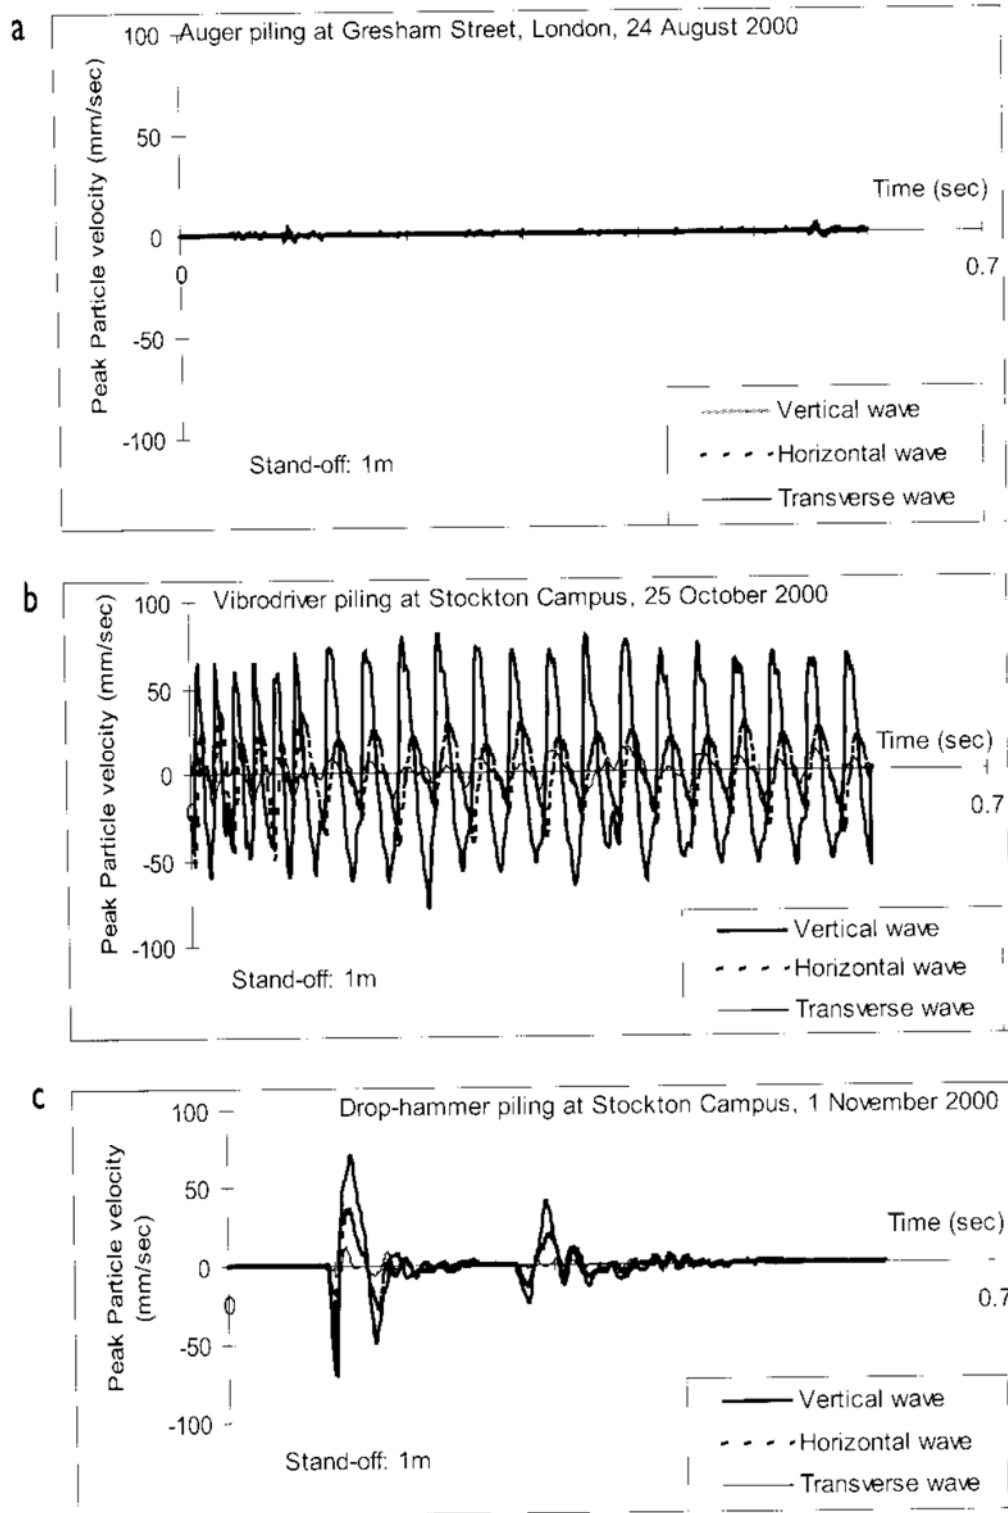 a
Auger piling at Gresham Street, London, 24 August 2000
Peak Particle velocity (mm/sec)
100
50
0
-50
-100
0
Time (sec)
0.7
Stand-off: 1m
Vertical wave
Horizontal wave
Transverse wave
b
Vibrodriver piling at Stockton Campus, 25 October 2000
Peak Particle velocity (mm/sec)
100
50
0
-50
-100
0
Time (sec)
0.7
Stand-off: 1m
Vertical wave
Horizontal wave
Transverse wave
c
Drop-hammer piling at Stockton Campus, 1 November 2000
Peak Particle velocity
(mm/sec)
100
50
0
-50
-100
0
Time (sec)
0.7
Stand-off: 1m
Vertical wave
Horizontal wave
Transverse wave